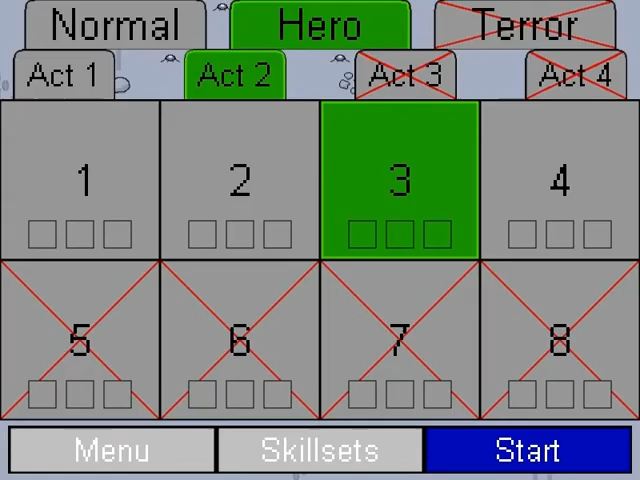 Normal Hero Terror
Act 1 Act 2 Act 3 Act 4
1 2 3 4
5 6 7 8
Menu Skillsets Start